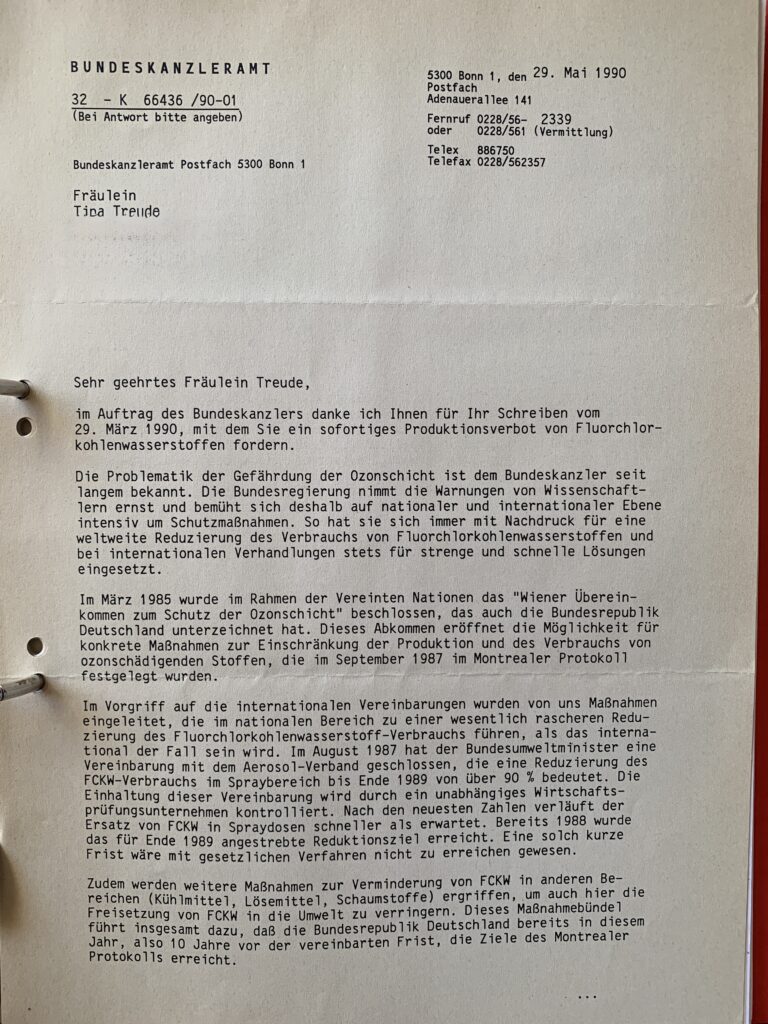 BUNDESKANZLERAMT
32 - K 66436 /90-01
(Bei Antwort bitte angeben)
5300 Bonn 1, den 29. Mai 1990
Postfach
Adenauerallee 141
Fernruf 0228/56- 2339
oder 0228/561 (Vermittlung)
Telex 886750
Telefax 0228/562357
Bundeskanzleramt Postfach 5300 Bonn 1
Fräulein
Tina Treude
Sehr geehrtes Fräulein Treude,
im Auftrag des Bundeskanzlers danke ich Ihnen für Ihr Schreiben vom
29. März 1990, mit dem Sie ein sofortiges Produktionsverbot von Fluorchlor-
kohlenwasserstoffen fordern.
Die Problematik der Gefährdung der Ozonschicht ist dem Bundeskanzler seit
langem bekannt. Die Bundesregierung nimmt die Warnungen von Wissenschaft-
lern ernst und bemüht sich deshalb auf nationaler und internationaler Ebene
intensiv um Schutzmaßnahmen. So hat sie sich immer mit Nachdruck für eine
weltweite Reduzierung des Verbrauchs von Fluorchlorkohlenwasserstoffen und
bei internationalen Verhandlungen stets für strenge und schnelle Lösungen
eingesetzt.
Im März 1985 wurde im Rahmen der Vereinten Nationen das "Wiener Überein-
kommen zum Schutz der Ozonschicht" beschlossen, das auch die Bundesrepublik
Deutschland unterzeichnet hat. Dieses Abkommen eröffnet die Möglichkeit für
konkrete Maßnahmen zur Einschränkung der Produktion und des Verbrauchs von
ozonschädigenden Stoffen, die im September 1987 im Montrealer Protokoll
festgelegt wurden.
Im Vorgriff auf die internationalen Vereinbarungen wurden von uns Maßnahmen
eingeleitet, die im nationalen Bereich zu einer wesentlich rascheren Redu-
zierung des Fluorchlorkohlenwasserstoff-Verbrauchs führen, als das interna-
tional der Fall sein wird. Im August 1987 hat der Bundesumweltminister eine
Vereinbarung mit dem Aerosol-Verband geschlossen, die eine Reduzierung des
FCKW-Verbrauchs im Spraybereich bis Ende 1989 von über 90 % bedeutet. Die
Einhaltung dieser Vereinbarung wird durch ein unabhängiges Wirtschafts-
prüfungsunternehmen kontrolliert. Nach den neuesten Zahlen verläuft der
Ersatz von FCKW in Spraydosen schneller als erwartet. Bereits 1988 wurde
das für Ende 1989 angestrebte Reduktionsziel erreicht. Eine solch kurze
Frist wäre mit gesetzlichen Verfahren nicht zu erreichen gewesen.
Zudem werden weitere Maßnahmen zur Verminderung von FCKW in anderen Be-
reichen (Kühlmittel, Lösemittel, Schaumstoffe) ergriffen, um auch hier die
Freisetzung von FCKW in die Umwelt zu verringern. Dieses Maßnahmebündel
führt insgesamt dazu, daß die Bundesrepublik Deutschland bereits in diesem
Jahr, also 10 Jahre vor der vereinbarten Frist, die Ziele des Montrealer
Protokolls erreicht.
...